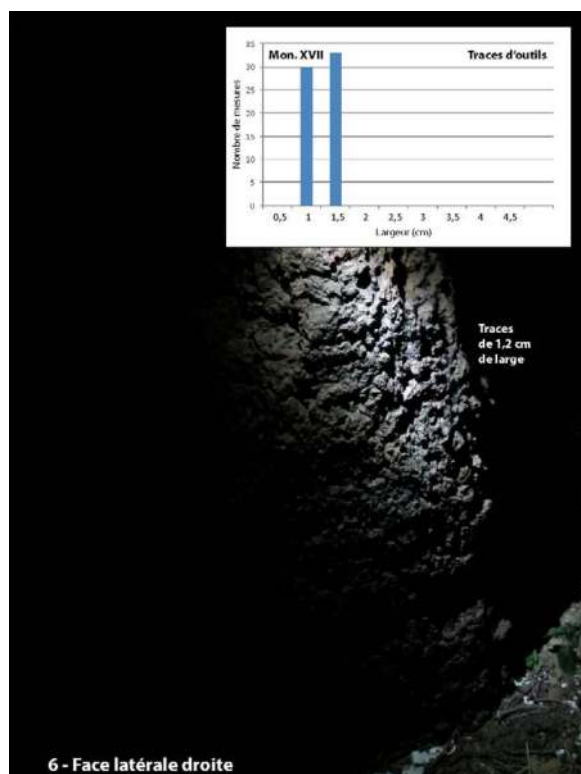 Mon. XVII Traces d'outils
Nombre de mesures
35
30
25
20
15
10
5
0
0,5 1 1,5 2 2,5 3 3,5 4 4,5
Largeur (cm)
Traces
de 1,2 cm
de large
6 - Face latérale droite